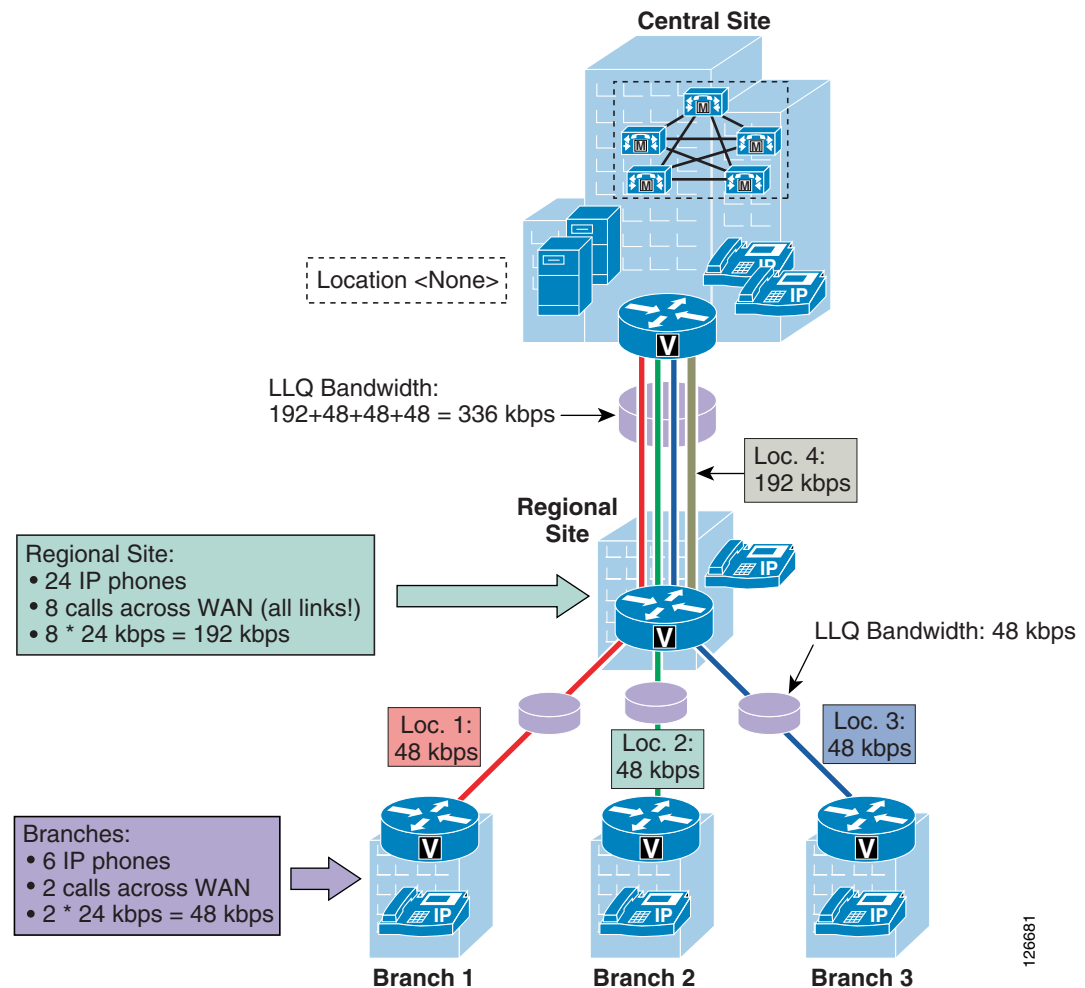 Central Site
M
M
M
M
M
Location <None>
IP
IP
V
LLQ Bandwidth:
192+48+48+48 = 336 kbps
Loc. 4:
192 kbps
Regional
Site
IP
Regional Site:
• 24 IP phones
• 8 calls across WAN (all links!)
• 8 * 24 kbps = 192 kbps
V
LLQ Bandwidth: 48 kbps
Loc. 1:
48 kbps
Loc. 2:
48 kbps
Loc. 3:
48 kbps
Branches:
• 6 IP phones
• 2 calls across WAN
• 2 * 24 kbps = 48 kbps
V
V
V
IP
IP
IP
Branch 1
Branch 2
Branch 3
126681